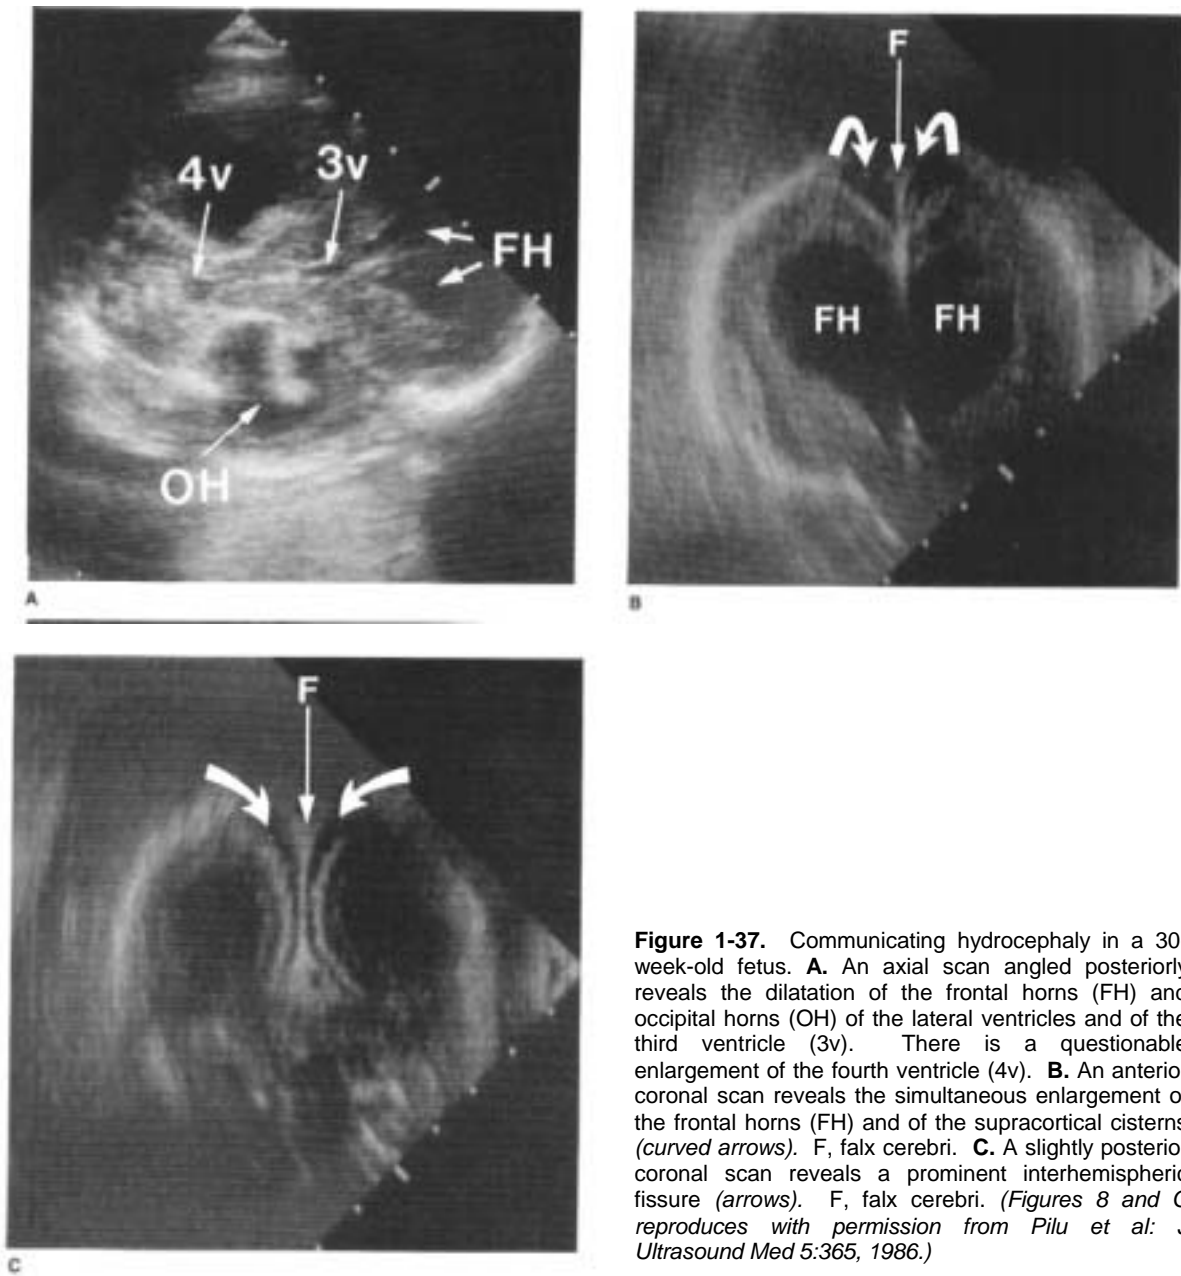 4v
3v
FH
OH
A
F
FH
FH
B
F
C
Figure 1-37. Communicating hydrocephaly in a 30
week-old fetus. A. An axial scan angled posteriorly
reveals the dilatation of the frontal horns (FH) and
occipital horns (OH) of the lateral ventricles and of the
third ventricle (3v). There is a questionable
enlargement of the fourth ventricle (4v). B. An anterio
coronal scan reveals the simultaneous enlargement o
the frontal horns (FH) and of the supracortical cisterns
(curved arrows). F, falx cerebri. C. A slightly posterio
coronal scan reveals a prominent interhemispheric
fissure (arrows). F, falx cerebri. (Figures 8 and C
reproduces with permission from Pilu et al: J
Ultrasound Med 5:365, 1986.)